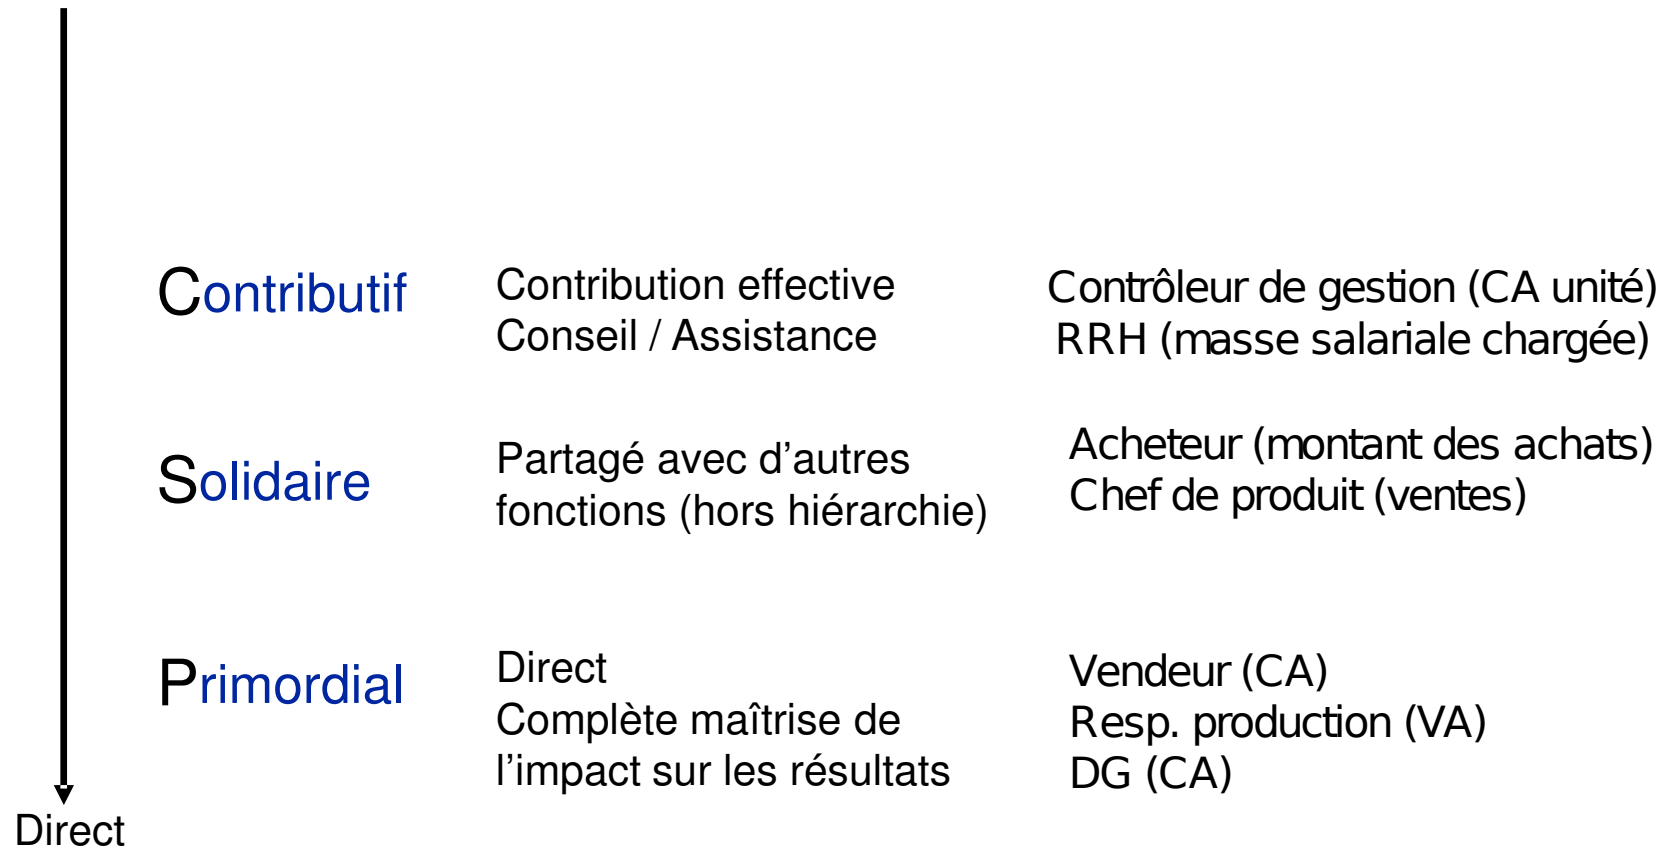 Contributif
Contribution effective
Conseil / Assistance
Contrôleur de gestion (CA unité)
RRH (masse salariale chargée)
Solidaire
Partagé avec d'autres
fonctions (hors hiérarchie)
Acheteur (montant des achats)
Chef de produit (ventes)
Primordial
Direct
Complète maîtrise de
l'impact sur les résultats
Vendeur (CA)
Resp. production (VA)
DG (CA)
Direct